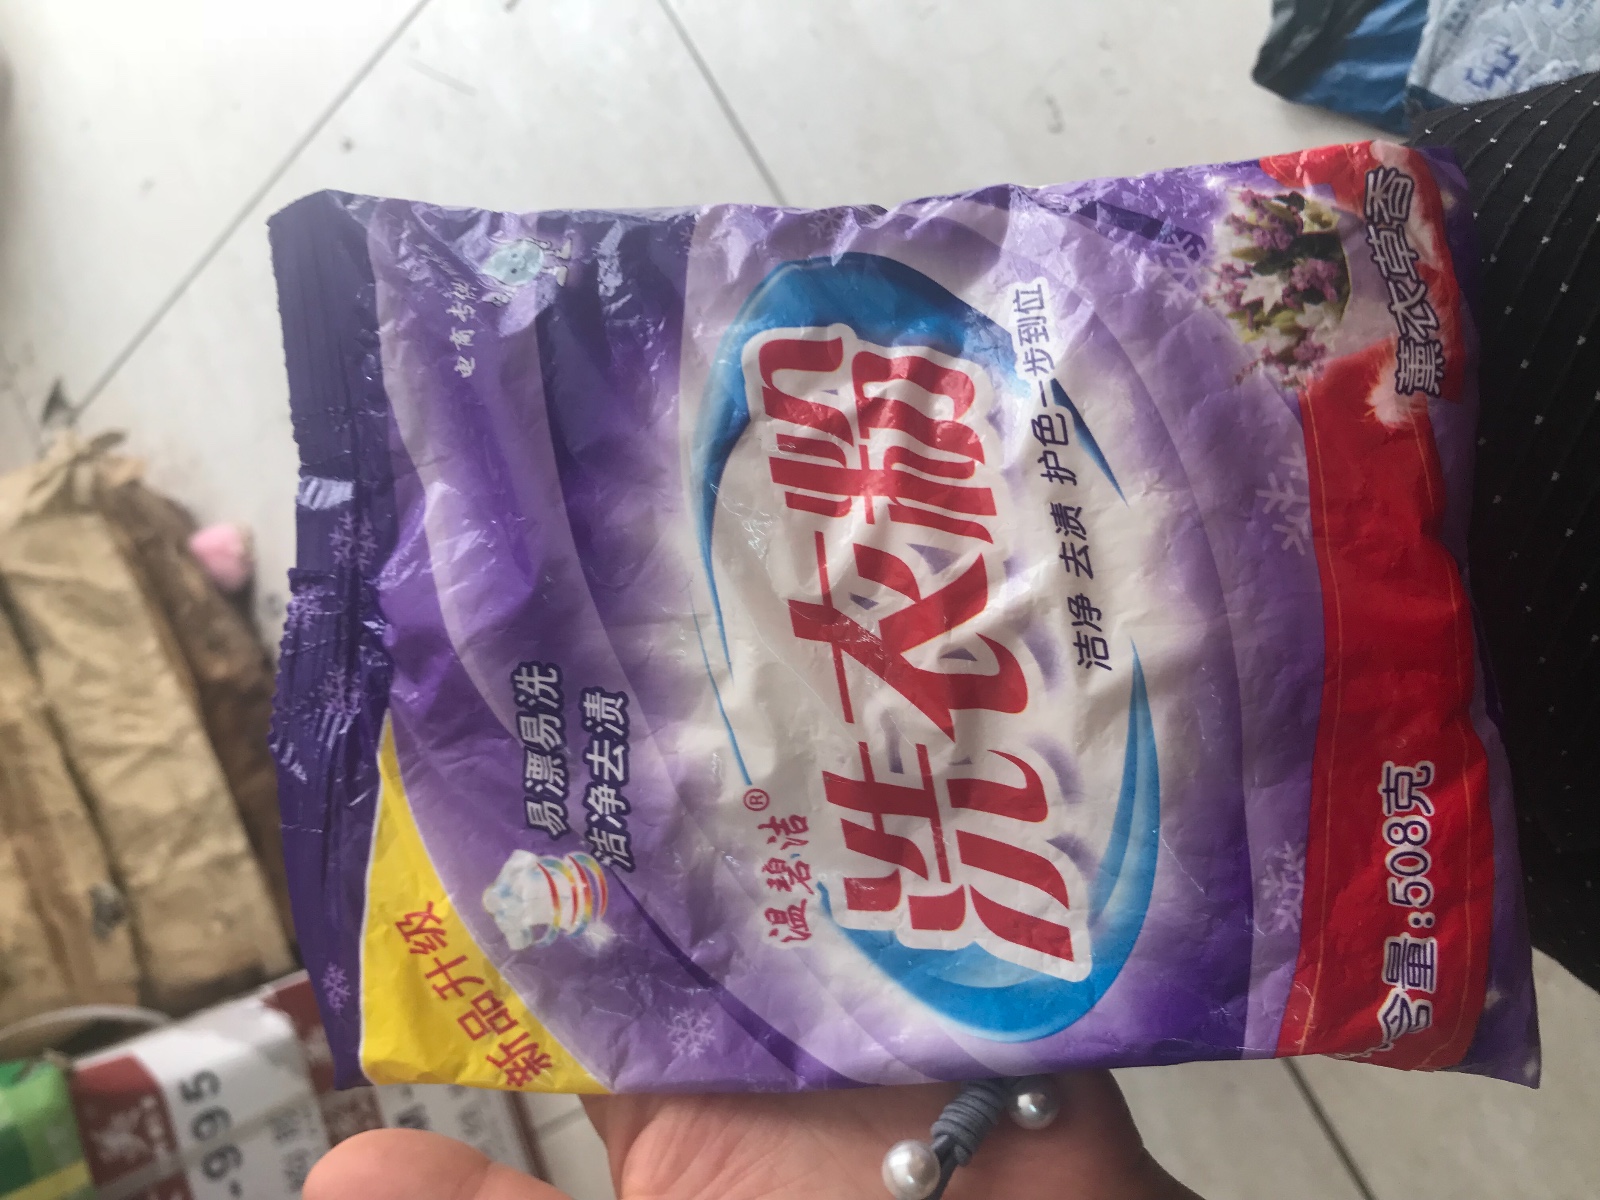 电商专供
新品升级
易漂易洗
洁净去渍
温碧洁®
洗衣粉
洁净 去渍 护色一步到位
薰衣草香
含量:508克
995